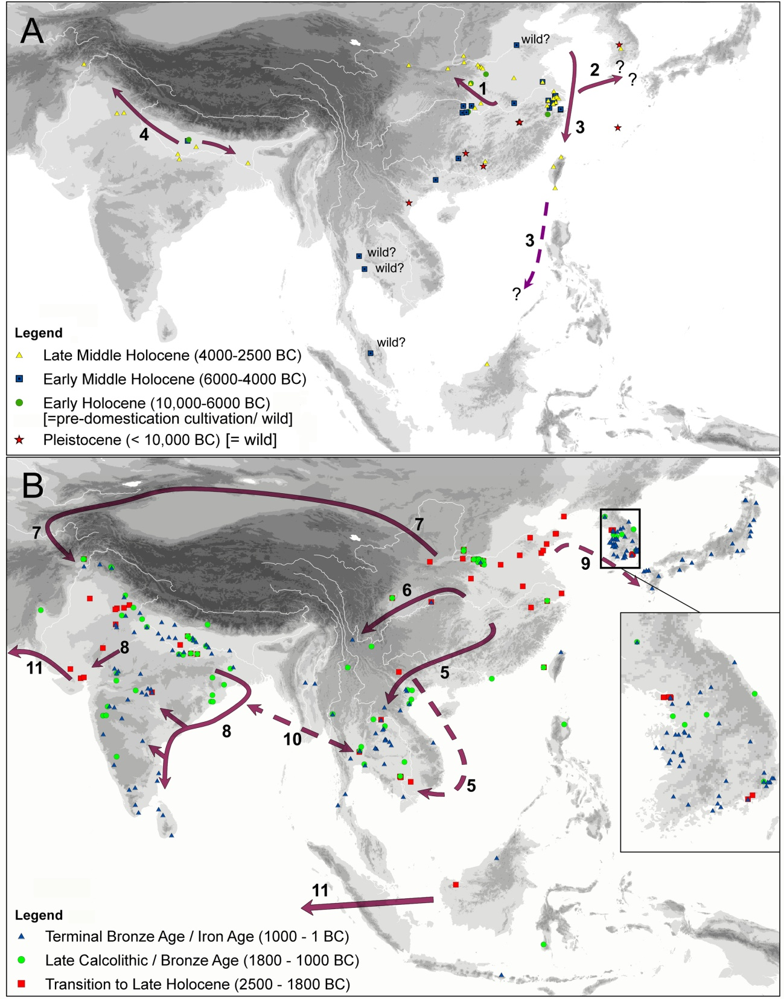 A
wild?
2
?
?
1
3
4
3
wild?
wild?
?
wild?
Legend
Late Middle Holocene (4000-2500 BC)
Early Middle Holocene (6000-4000 BC)
Early Holocene (10,000-6000 BC)
[=pre-domestication cultivation/ wild]
Pleistocene (< 10,000 BC) [= wild]
B
7
7
9
6
8
11
5
8
10
5
11
Legend
Terminal Bronze Age / Iron Age (1000 - 1 BC)
Late Calcolithic / Bronze Age (1800 - 1000 BC)
Transition to Late Holocene (2500 - 1800 BC)